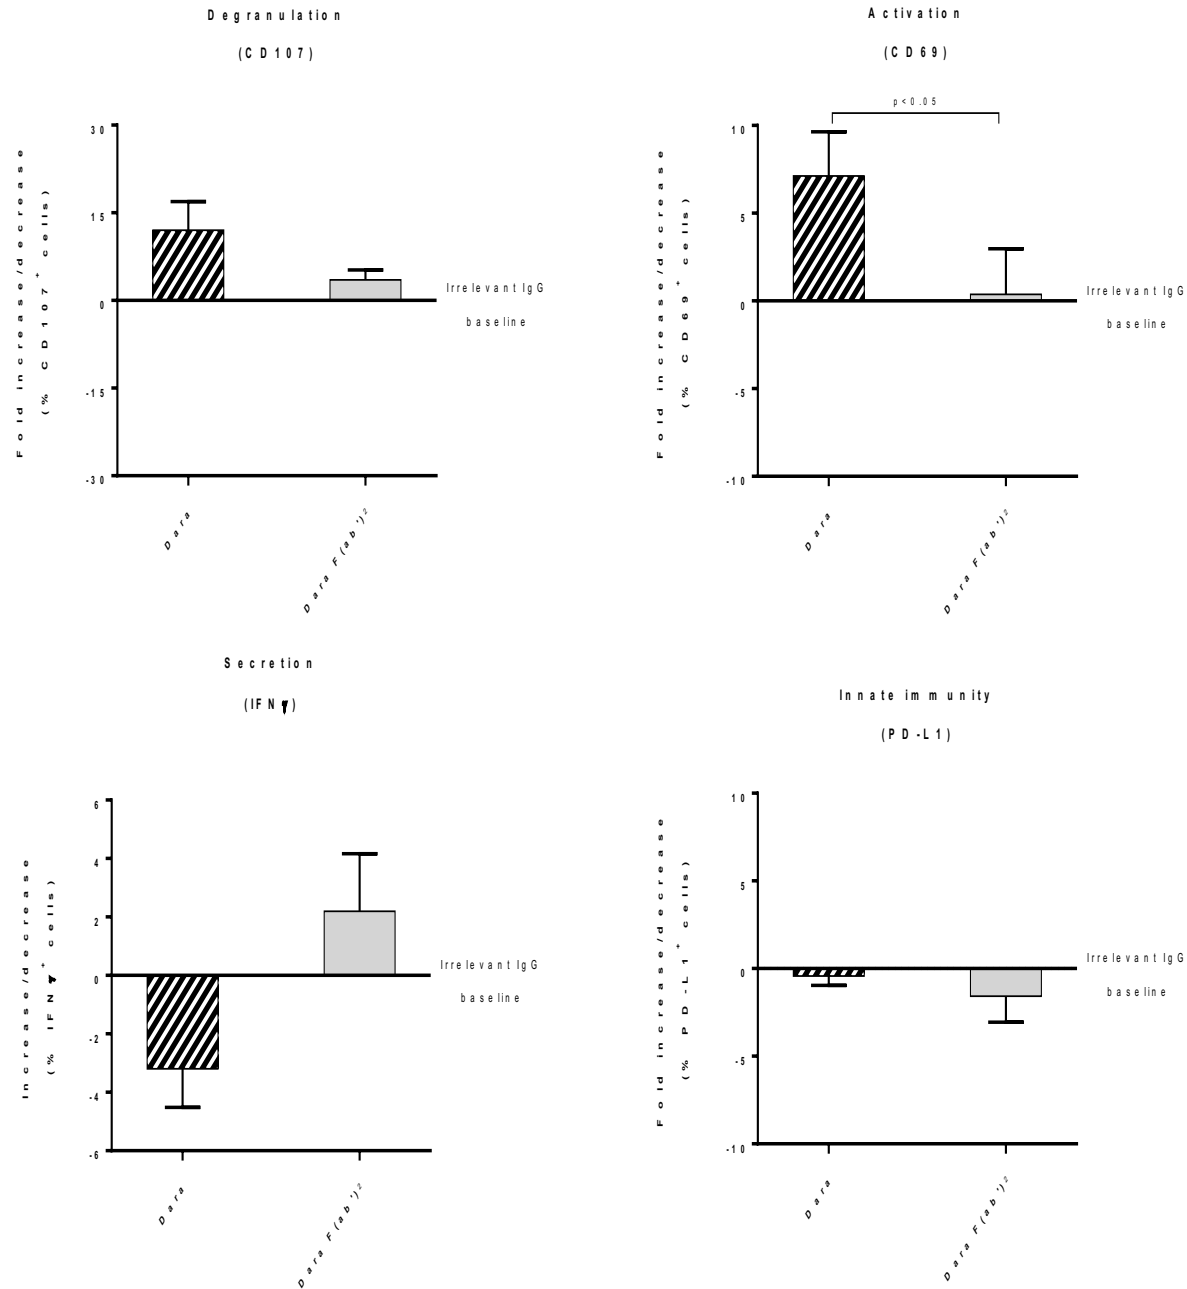 Degranulation
(CD107)
30
15
0
-15
-30
Fold increase/decrease
(% CD107+ cells)
Irrelevant IgG
baseline
Dara
Dara F(ab')2
Activation
(CD69)
p<0.05
10
5
0
-5
-10
Fold increase/decrease
(% CD69+ cells)
Irrelevant IgG
baseline
Dara
Dara F(ab')2
Secretion
(IFNγ)
6
4
2
0
-2
-4
-6
Increase/decrease
(% IFNγ+ cells)
Irrelevant IgG
baseline
Dara
Dara F(ab')2
Innate immunity
(PD-L1)
10
5
0
-5
-10
Fold increase/decrease
(% PD-L1+ cells)
Irrelevant IgG
baseline
Dara
Dara F(ab')2